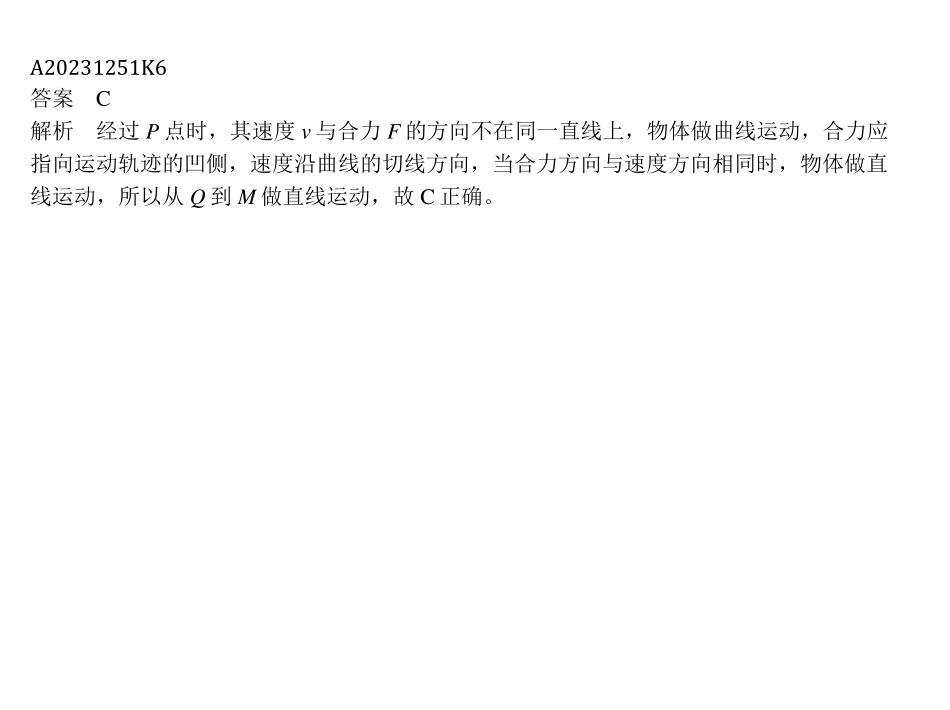 A20231251K6
答案　C
解析　经过 P 点时，其速度 v 与合力 F 的方向不在同一直线上，物体做曲线运动，合力应
指向运动轨迹的凹侧，速度沿曲线的切线方向，当合力方向与速度方向相同时，物体做直
线运动，所以从 Q 到 M 做直线运动，故 C 正确。